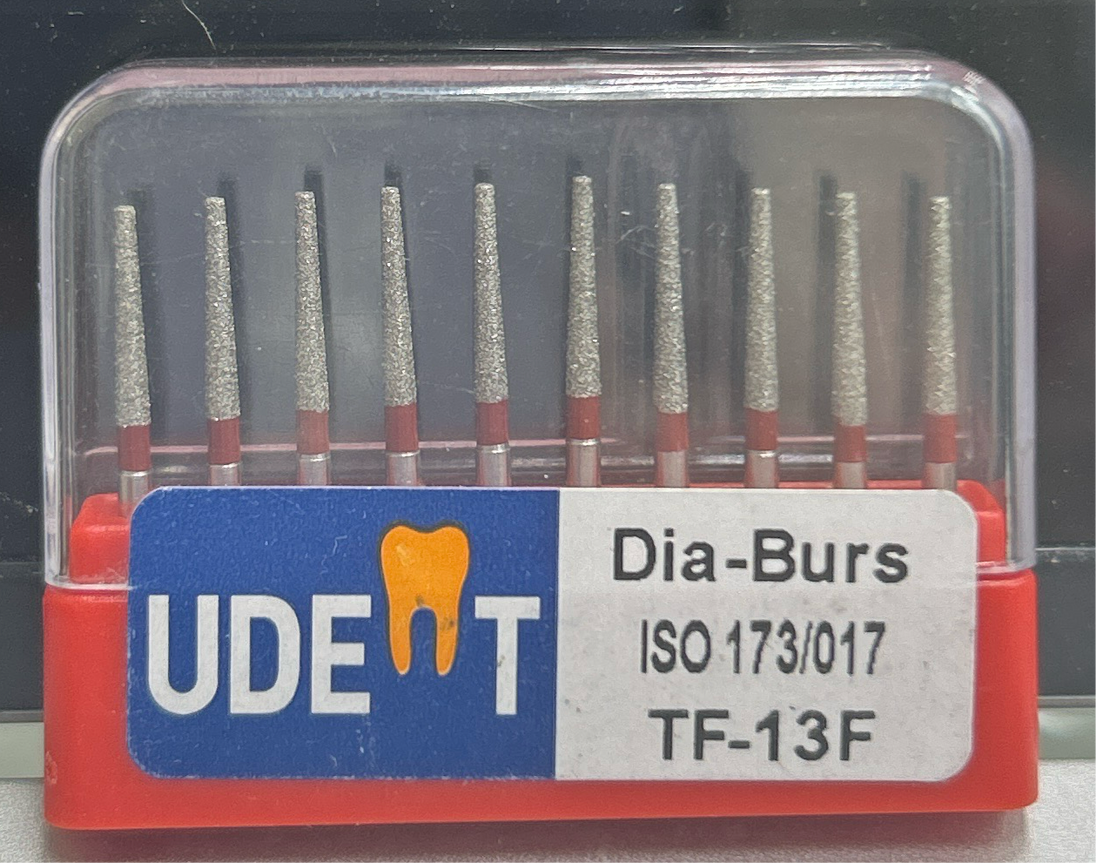 UDENT
Dia-Burs
ISO 173/017
TF-13F